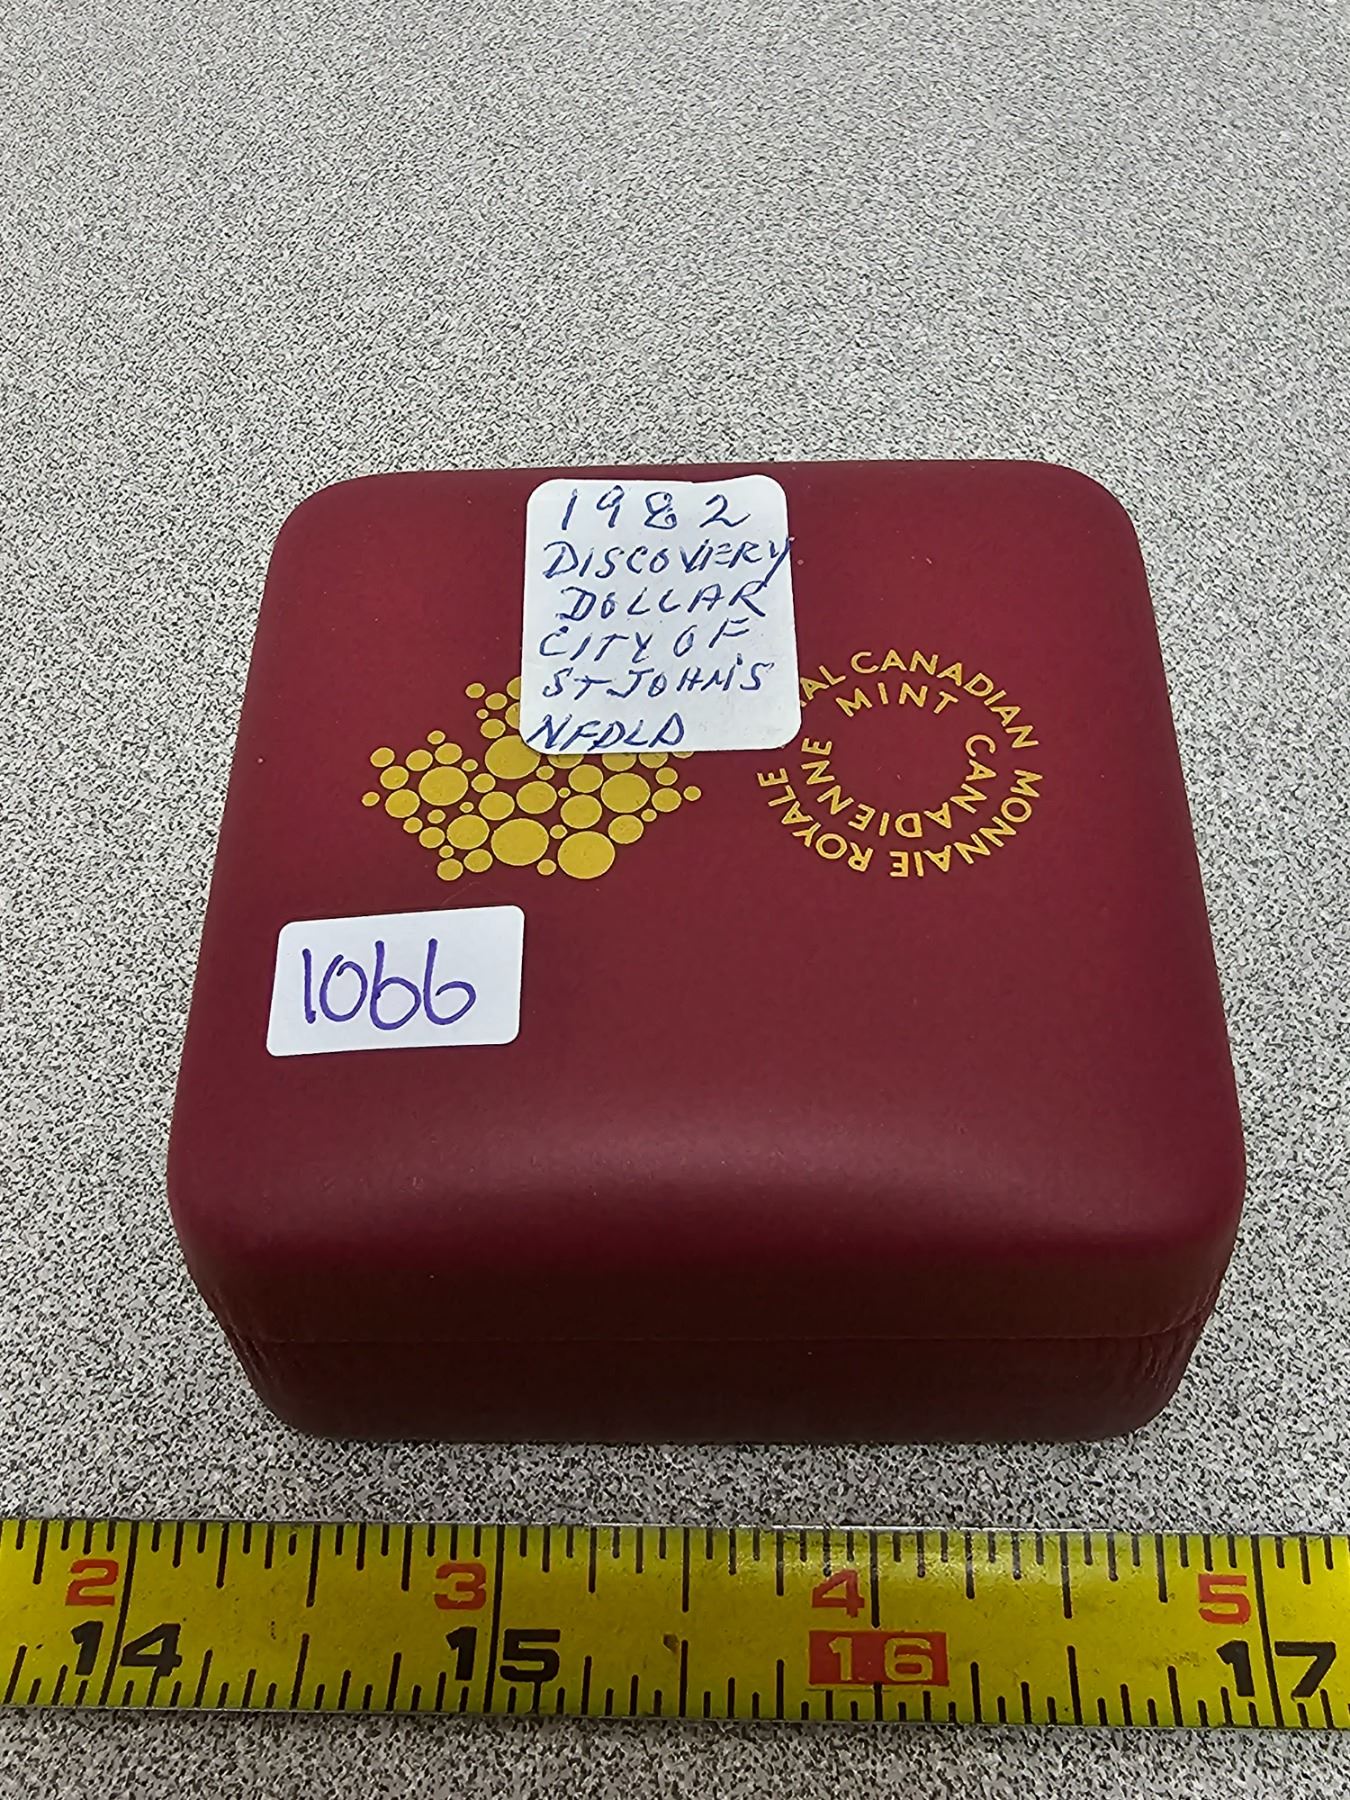 1982
DISCOVERY
DOLLAR
CITY OF
ST JOHN'S
NFDLD
AL CANADIAN MONNAIE ROYALE
MINT CANADIENNE
1066
2 3 4 5
14 15 16 17